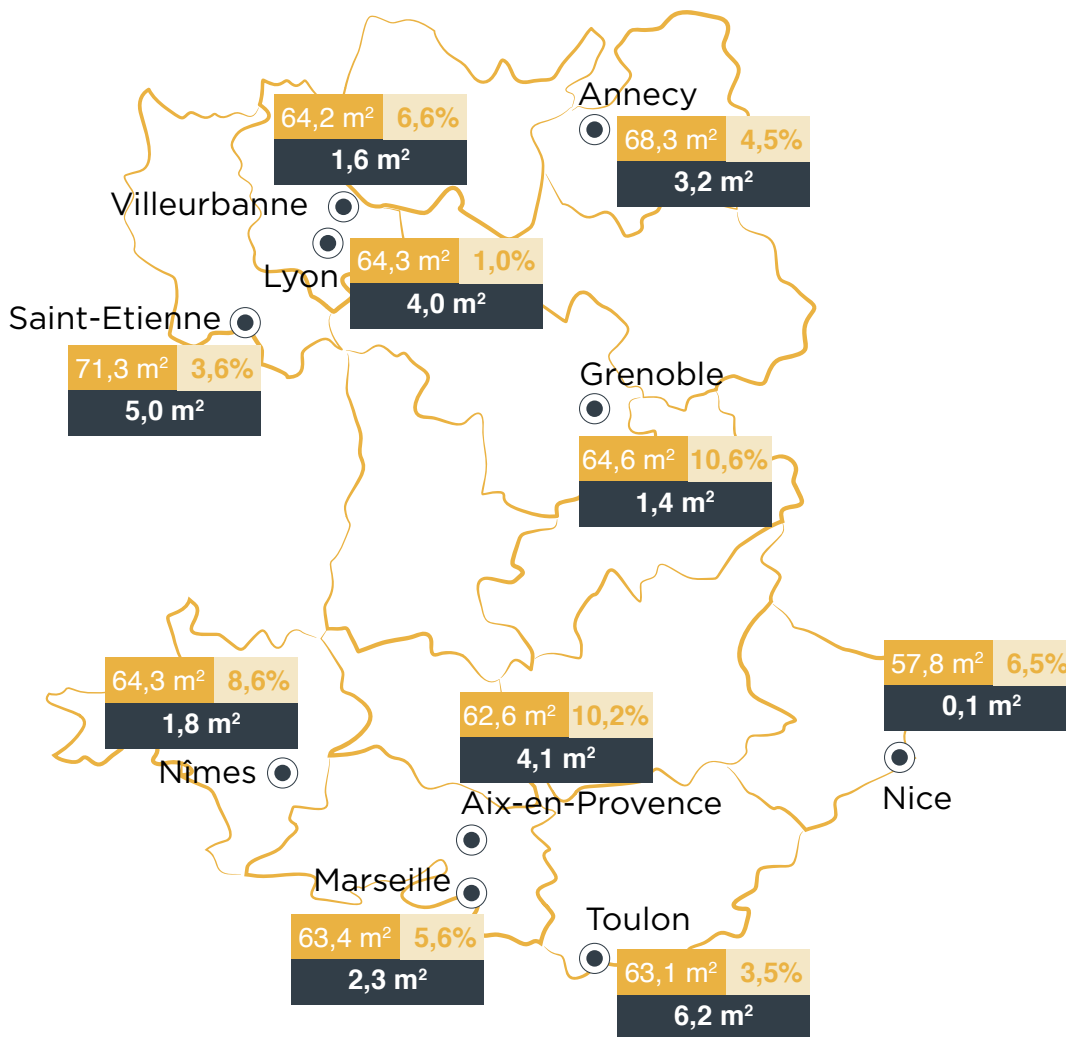 Annecy
68,3 m² 4,5%
3,2 m²
64,2 m² 6,6%
1,6 m²
Villeurbanne
Lyon
64,3 m² 1,0%
4,0 m²
Saint-Etienne
71,3 m² 3,6%
5,0 m²
Grenoble
64,6 m² 10,6%
1,4 m²
64,3 m² 8,6%
1,8 m²
Nîmes
62,6 m² 10,2%
4,1 m²
Aix-en-Provence
57,8 m² 6,5%
0,1 m²
Nice
Marseille
63,4 m² 5,6%
2,3 m²
Toulon
63,1 m² 3,5%
6,2 m²